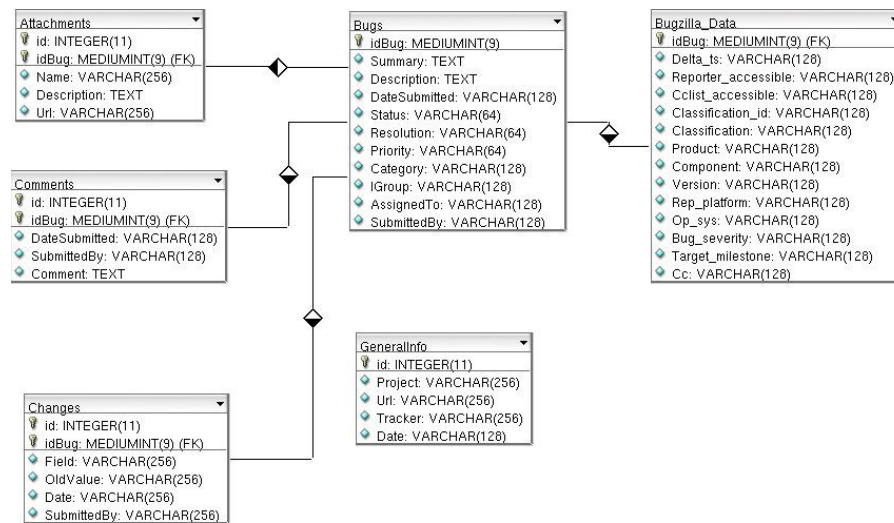 Attachments
id: INTEGER(11)
idBug: MEDIUMINT(9) (FK)
Name: VARCHAR(256)
Description: TEXT
Url: VARCHAR(256)
Bugs
idBug: MEDIUMINT(9)
Summary: TEXT
Description: TEXT
DateSubmitted: VARCHAR(128)
Status: VARCHAR(64)
Resolution: VARCHAR(64)
Priority: VARCHAR(64)
Category: VARCHAR(128)
IGroup: VARCHAR(128)
AssignedTo: VARCHAR(128)
SubmittedBy: VARCHAR(128)
Bugzilla_Data
idBug: MEDIUMINT(9) (FK)
Delta_ts: VARCHAR(128)
Reporter_accessible: VARCHAR(128)
Cclist_accessible: VARCHAR(128)
Classification_id: VARCHAR(128)
Classification: VARCHAR(128)
Product: VARCHAR(128)
Component: VARCHAR(128)
Version: VARCHAR(128)
Rep_platform: VARCHAR(128)
Op_sys: VARCHAR(128)
Bug_severity: VARCHAR(128)
Target_milestone: VARCHAR(128)
Cc: VARCHAR(128)
Comments
id: INTEGER(11)
idBug: MEDIUMINT(9) (FK)
DateSubmitted: VARCHAR(128)
SubmittedBy: VARCHAR(128)
Comment: TEXT
GeneralInfo
id: INTEGER(11)
Project: VARCHAR(256)
Url: VARCHAR(256)
Tracker: VARCHAR(256)
Date: VARCHAR(128)
Changes
id: INTEGER(11)
idBug: MEDIUMINT(9) (FK)
Field: VARCHAR(256)
OldValue: VARCHAR(256)
Date: VARCHAR(256)
SubmittedBy: VARCHAR(256)